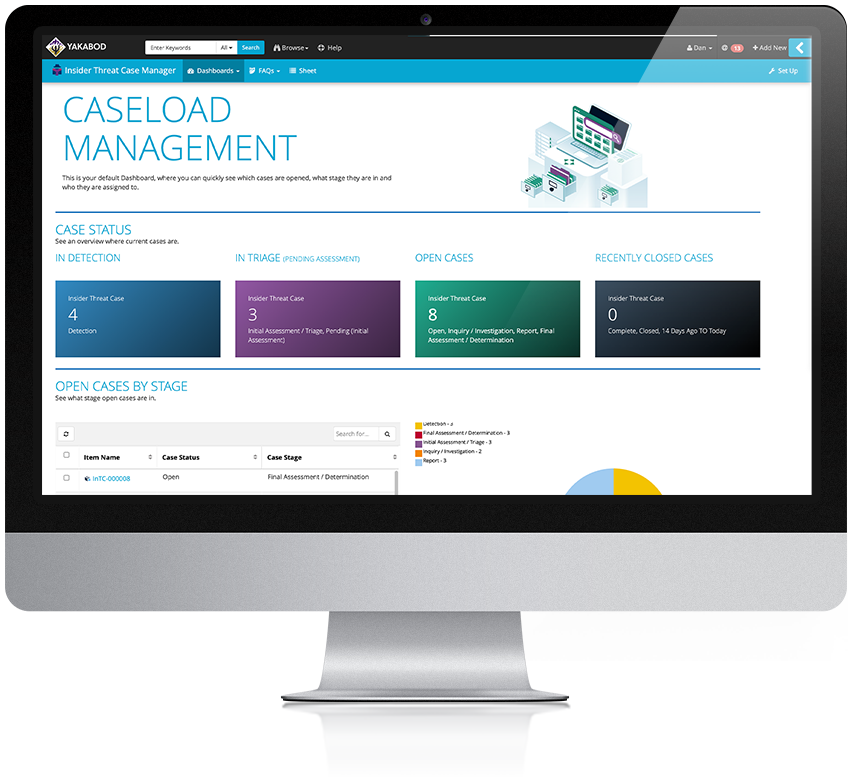 YAKABOD
Enter Keywords All Search Browse Help Dan 13 + Add New
Insider Threat Case Manager Dashboards FAQs Sheet Set Up
CASELOAD
MANAGEMENT
This is your default Dashboard, where you can quickly see which cases are opened, what stage they are in and
who they are assigned to.
CASE STATUS
See an overview where current cases are.
IN DETECTION
Insider Threat Case
4
Detection
IN TRIAGE (PENDING ASSESSMENT)
Insider Threat Case
3
Initial Assessment / Triage, Pending (Initial
Assessment)
OPEN CASES
Insider Threat Case
8
Open, Inquiry / Investigation, Report, Final
Assessment / Determination
RECENTLY CLOSED CASES
Insider Threat Case
0
Complete, Closed, 14 Days Ago TO Today
OPEN CASES BY STAGE
See what stage open cases are in.
Search for...
Item Name Case Status Case Stage
InTC-000008 Open Final Assessment / Determination
Detection - 3
Final Assessment / Determination - 3
Initial Assessment / Triage - 3
Inquiry / Investigation - 2
Report - 3